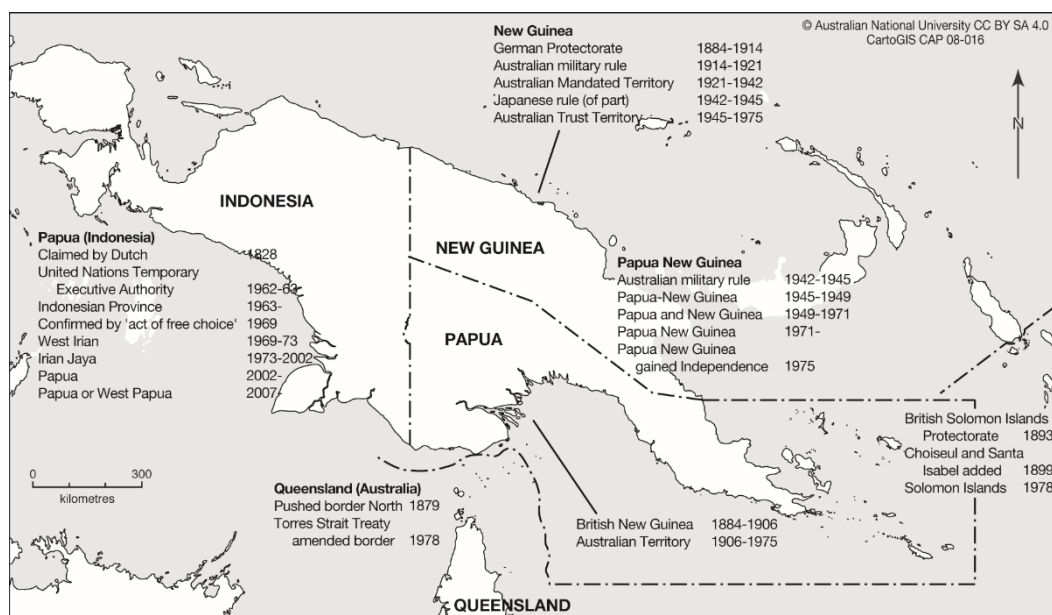 © Australian National University CC BY SA 4.0
CartoGIS CAP 08-016
New Guinea
German Protectorate 1884-1914
Australian military rule 1914-1921
Australian Mandated Territory 1921-1942
Japanese rule (of part) 1942-1945
Australian Trust Territory 1945-1975
N
INDONESIA
NEW GUINEA
Papua (Indonesia)
Claimed by Dutch 1828
United Nations Temporary
Executive Authority 1962-63
Indonesian Province 1963-
Confirmed by 'act of free choice' 1969
West Irian 1969-73
Irian Jaya 1973-2002
Papua 2002-
Papua or West Papua 2007-
Papua New Guinea
Australian military rule 1942-1945
Papua-New Guinea 1945-1949
Papua and New Guinea 1949-1971
Papua New Guinea 1971-
Papua New Guinea
gained Independence 1975
PAPUA
British Solomon Islands
Protectorate 1893
Choiseul and Santa
Isabel added 1899
Solomon Islands 1978
0 300
kilometres
Queensland (Australia)
Pushed border North 1879
Torres Strait Treaty
amended border 1978
British New Guinea 1884-1906
Australian Territory 1906-1975
QUEENSLAND